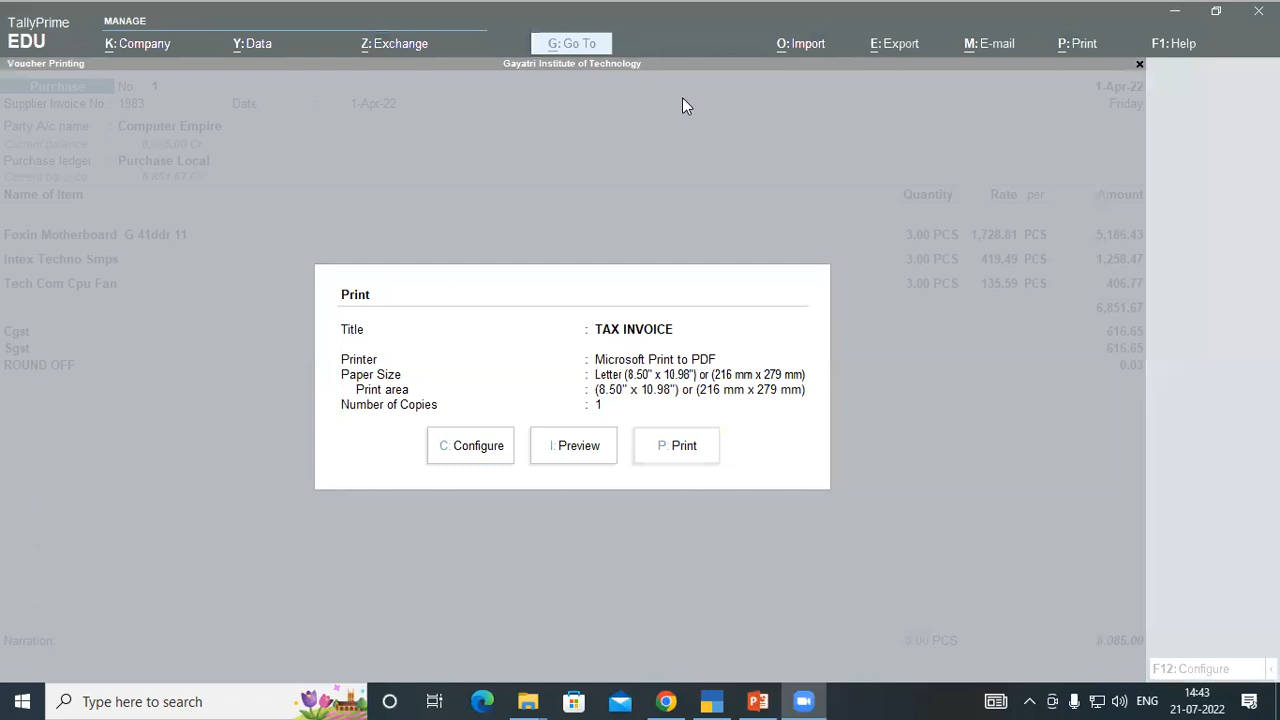 TallyPrime
EDU
MANAGE
K: Company
Y: Data
Z: Exchange
G: Go To
O: Import
E: Export
M: E-mail
P: Print
F1: Help
Voucher Printing
Gayatri Institute of Technology
Purchase No. 1
1-Apr-22
Supplier Invoice No.: 1983 Date : 1-Apr-22
Friday
Party A/c name : Computer Empire
Current balance :
Purchase ledger : Purchase Local
Current balance :
Name of Item Quantity Rate per Amount
Foxin Motherboard G 41ddr 11 3.00 PCS 1,728.81 PCS 5,186.43
Intex Techno Smps 3.00 PCS 419.49 PCS 1,258.47
Tech Com Cpu Fan 3.00 PCS 135.59 PCS 406.77
6,851.67
Cgst 616.65
Sgst 616.65
ROUND OFF 0.03
Print
Title : TAX INVOICE
Printer : Microsoft Print to PDF
Paper Size : Letter (8.50" x 10.98") or (216 mm x 279 mm)
Print area : (8.50" x 10.98") or (216 mm x 279 mm)
Number of Copies : 1
C: Configure
I: Preview
P: Print
Narration: PCS 8,085.00
F12: Configure
Type here to search
ENG
14:43
21-07-2022